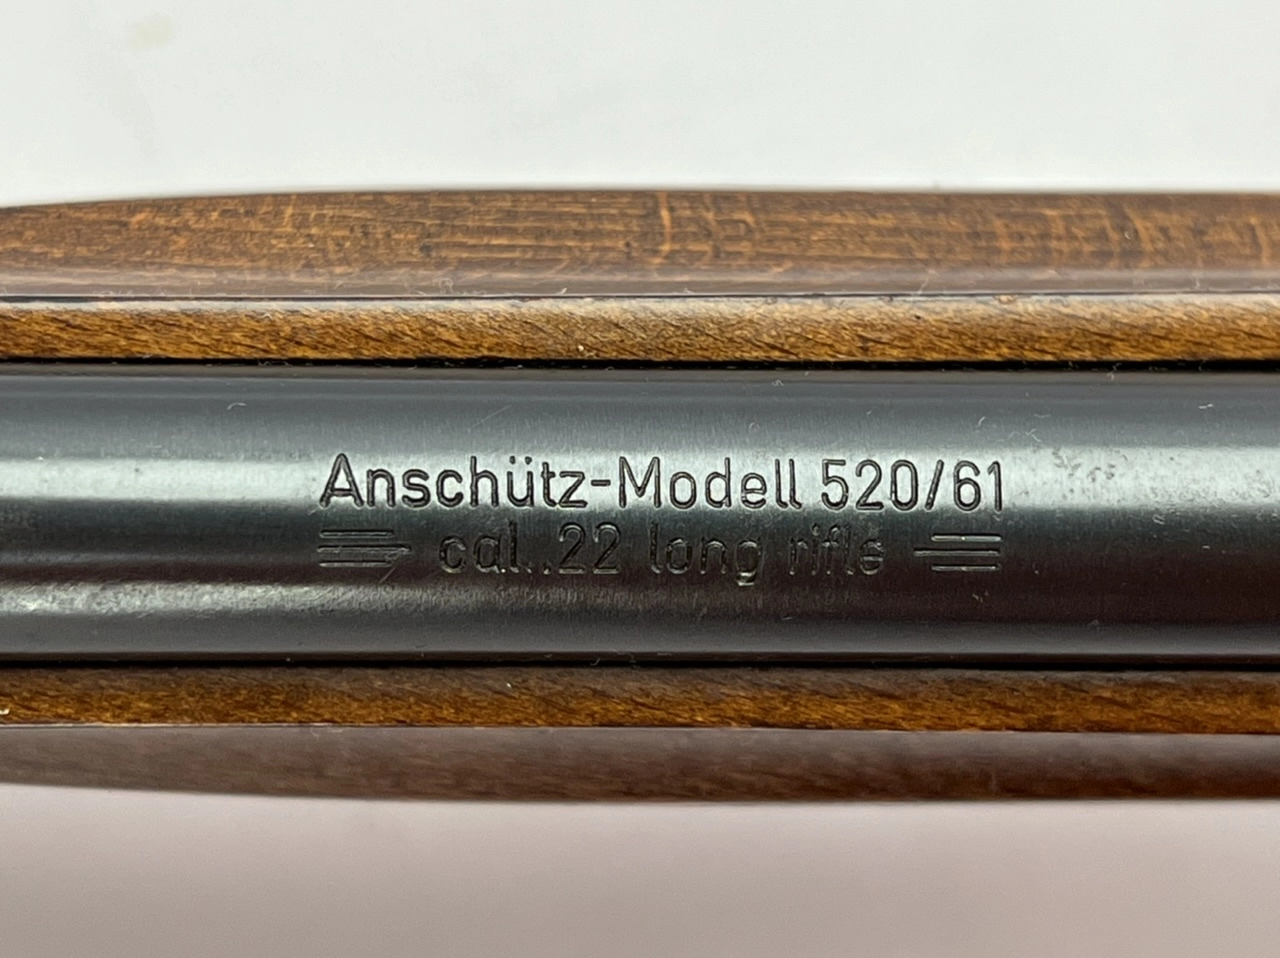 Anschütz-Modell 520/61
cal..22 long rifle